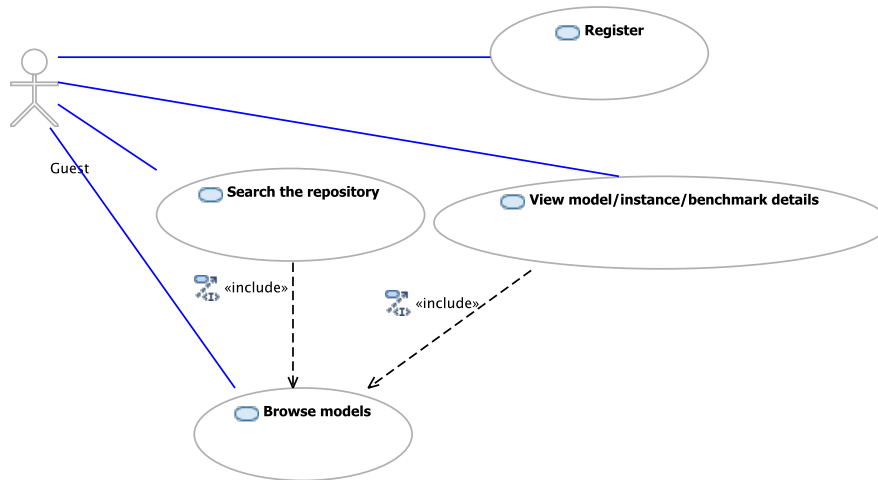 Register
Guest
Search the repository
View model/instance/benchmark details
«include»
«include»
Browse models